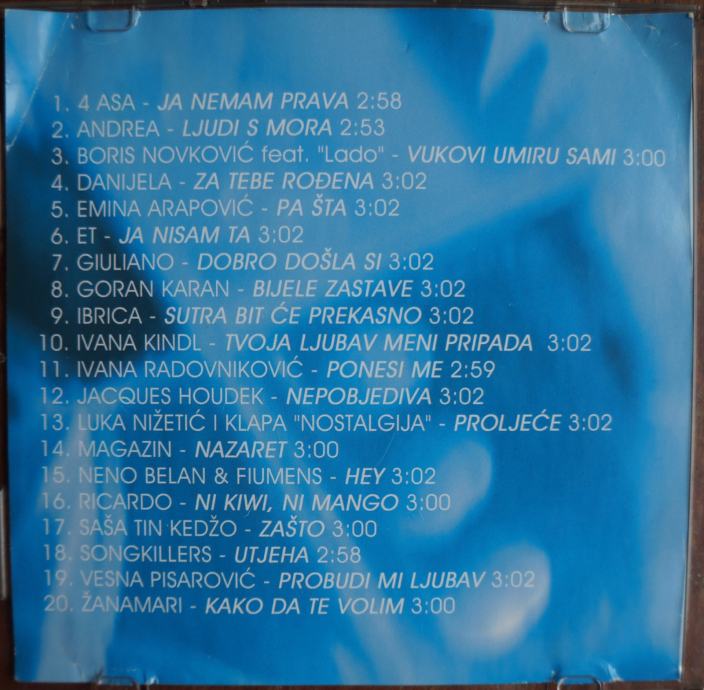 1. 4 ASA - JA NEMAM PRAVA 2:58
2. ANDREA - LJUDI S MORA 2:53
3. BORIS NOVKOVIĆ feat. "Lado" - VUKOVI UMIRU SAMI 3:00
4. DANIJELA - ZA TEBE ROĐENA 3:02
5. EMINA ARAPOVIĆ - PA ŠTA 3:02
6. ET - JA NISAM TA 3:02
7. GIULIANO - DOBRO DOŠLA SI 3:02
8. GORAN KARAN - BIJELE ZASTAVE 3:02
9. IBRICA - SUTRA BIT ĆE PREKASNO 3:02
10. IVANA KINDL - TVOJA LJUBAV MENI PRIPADA 3:02
11. IVANA RADOVNIKOVIĆ - PONESI ME 2:59
12. JACQUES HOUDEK - NEPOBJEDIVA 3:02
13. LUKA NIŽETIĆ I KLAPA "NOSTALGIJA" - PROLJEĆE 3:02
14. MAGAZIN - NAZARET 3:00
15. NENO BELAN & FIUMENS - HEY 3:02
16. RICARDO - NI KIWI, NI MANGO 3:00
17. SAŠA TIN KEDŽO - ZAŠTO 3:00
18. SONGKILLERS - UTJEHA 2:58
19. VESNA PISAROVIĆ - PROBUDI MI LJUBAV 3:02
20. ŽANAMARI - KAKO DA TE VOLIM 3:00